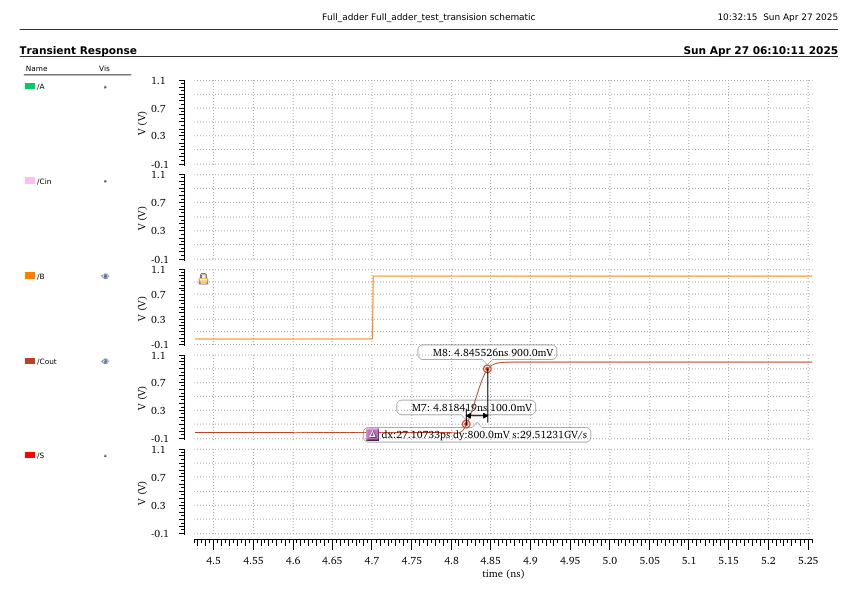 Full_adder Full_adder_test_transision schematic 10:32:15 Sun Apr 27 2025
Transient Response Sun Apr 27 06:10:11 2025
Name Vis
/A
V (V)
1.1
0.7
0.3
-0.1
/Cin
V (V)
1.1
0.7
0.3
-0.1
/B
V (V)
1.1
0.7
0.3
-0.1
/Cout
V (V)
1.1
0.7
0.3
-0.1
M8: 4.845526ns 900.0mV
M7: 4.818419ns 100.0mV
dx:27.10733ps dy:800.0mV s:29.51231GV/s
/S
V (V)
1.1
0.7
0.3
-0.1
4.5 4.55 4.6 4.65 4.7 4.75 4.8 4.85 4.9 4.95 5.0 5.05 5.1 5.15 5.2 5.25
time (ns)